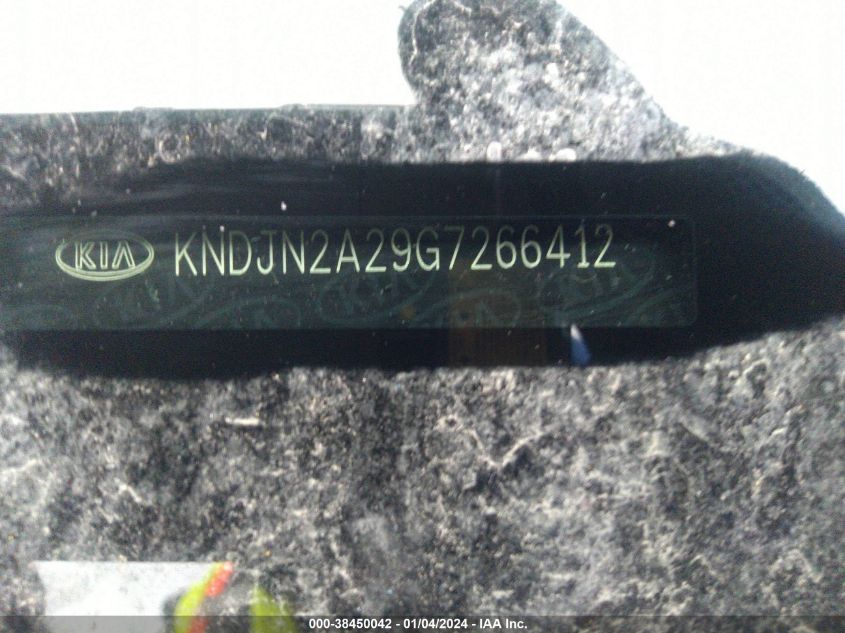 KIA KNDJN2A29G7266412
000-38450042 - 01/04/2024 - IAA Inc.